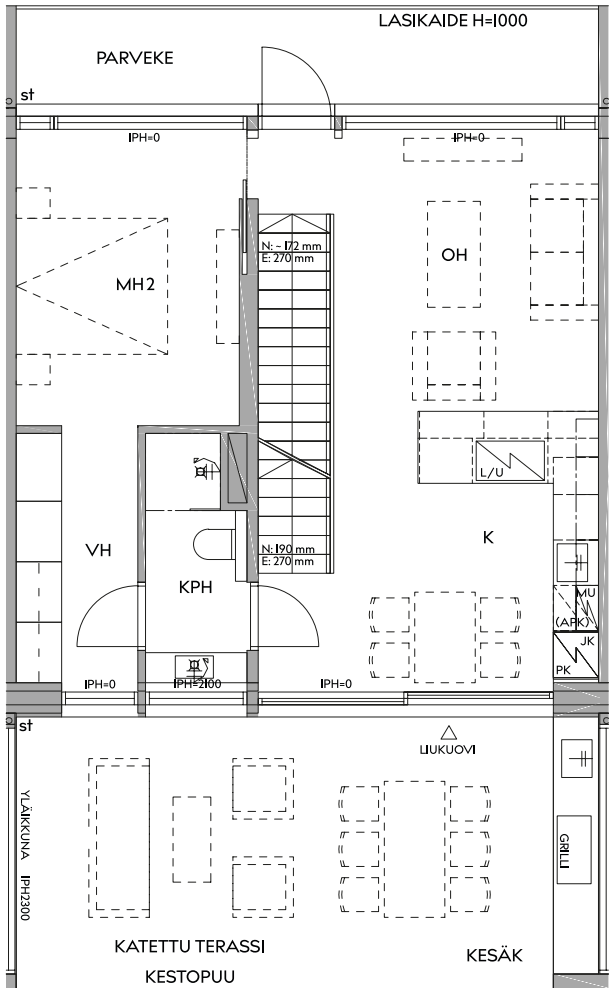 LASIKAIDE H=1000
PARVEKE
st
IPH=0
IPH=0
N: ~ 172 mm
E: 270 mm
OH
MH2
L/U
K
VH
N: 190 mm
E: 270 mm
KPH
MU
(APK)
JK
PK
IPH=0
IPH=2100
IPH=0
st
LIUKUOVI
YLÄIKKUNA IPH2300
GRILLI
KATETTU TERASSI
KESTOPUU
KESÄK